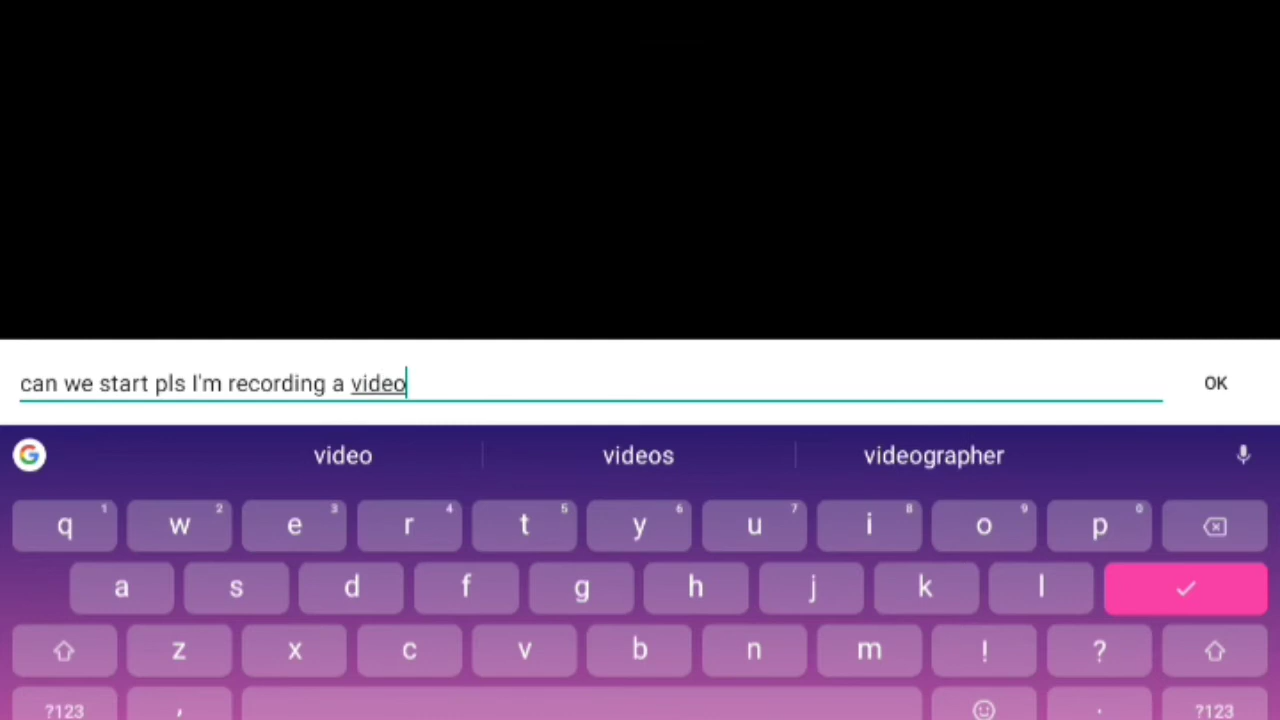 can we start pls I'm recording a video
OK
video videos videographer
q 1 w 2 e 3 r 4 t 5 y 6 u 7 i 8 o 9 p 0
a s d f g h j k l
z x c v b n m ! ?
?123 , . ?123